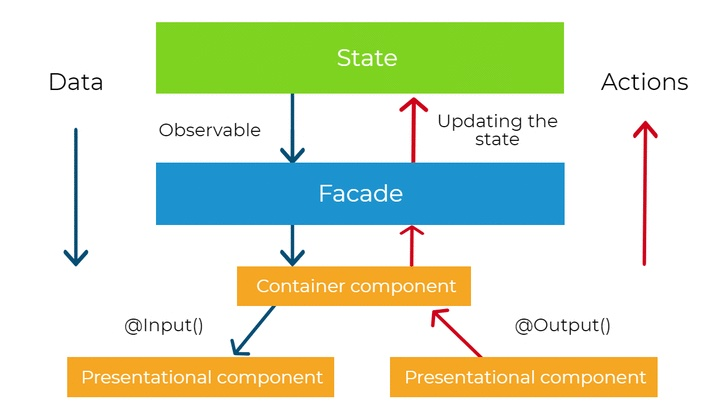 State
Data
Actions
Observable
Updating the
state
Facade
Container component
@Input()
@Output()
Presentational component
Presentational component